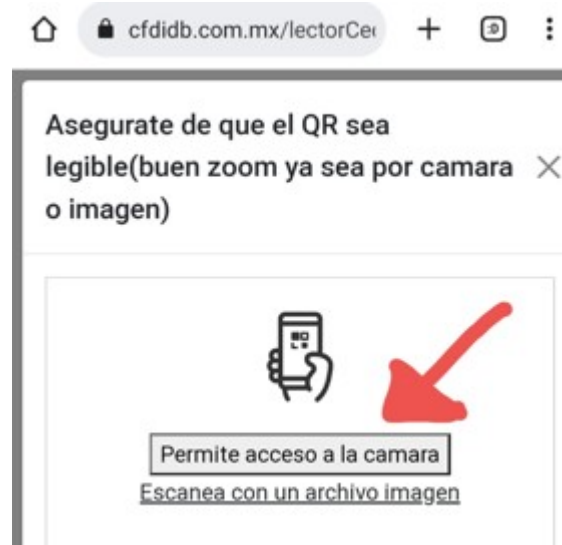 cfdidb.com.mx/lectorCe
:D
Asegurate de que el QR sea
legible(buen zoom ya sea por camara
o imagen)
Permite acceso a la camara
Escanea con un archivo imagen